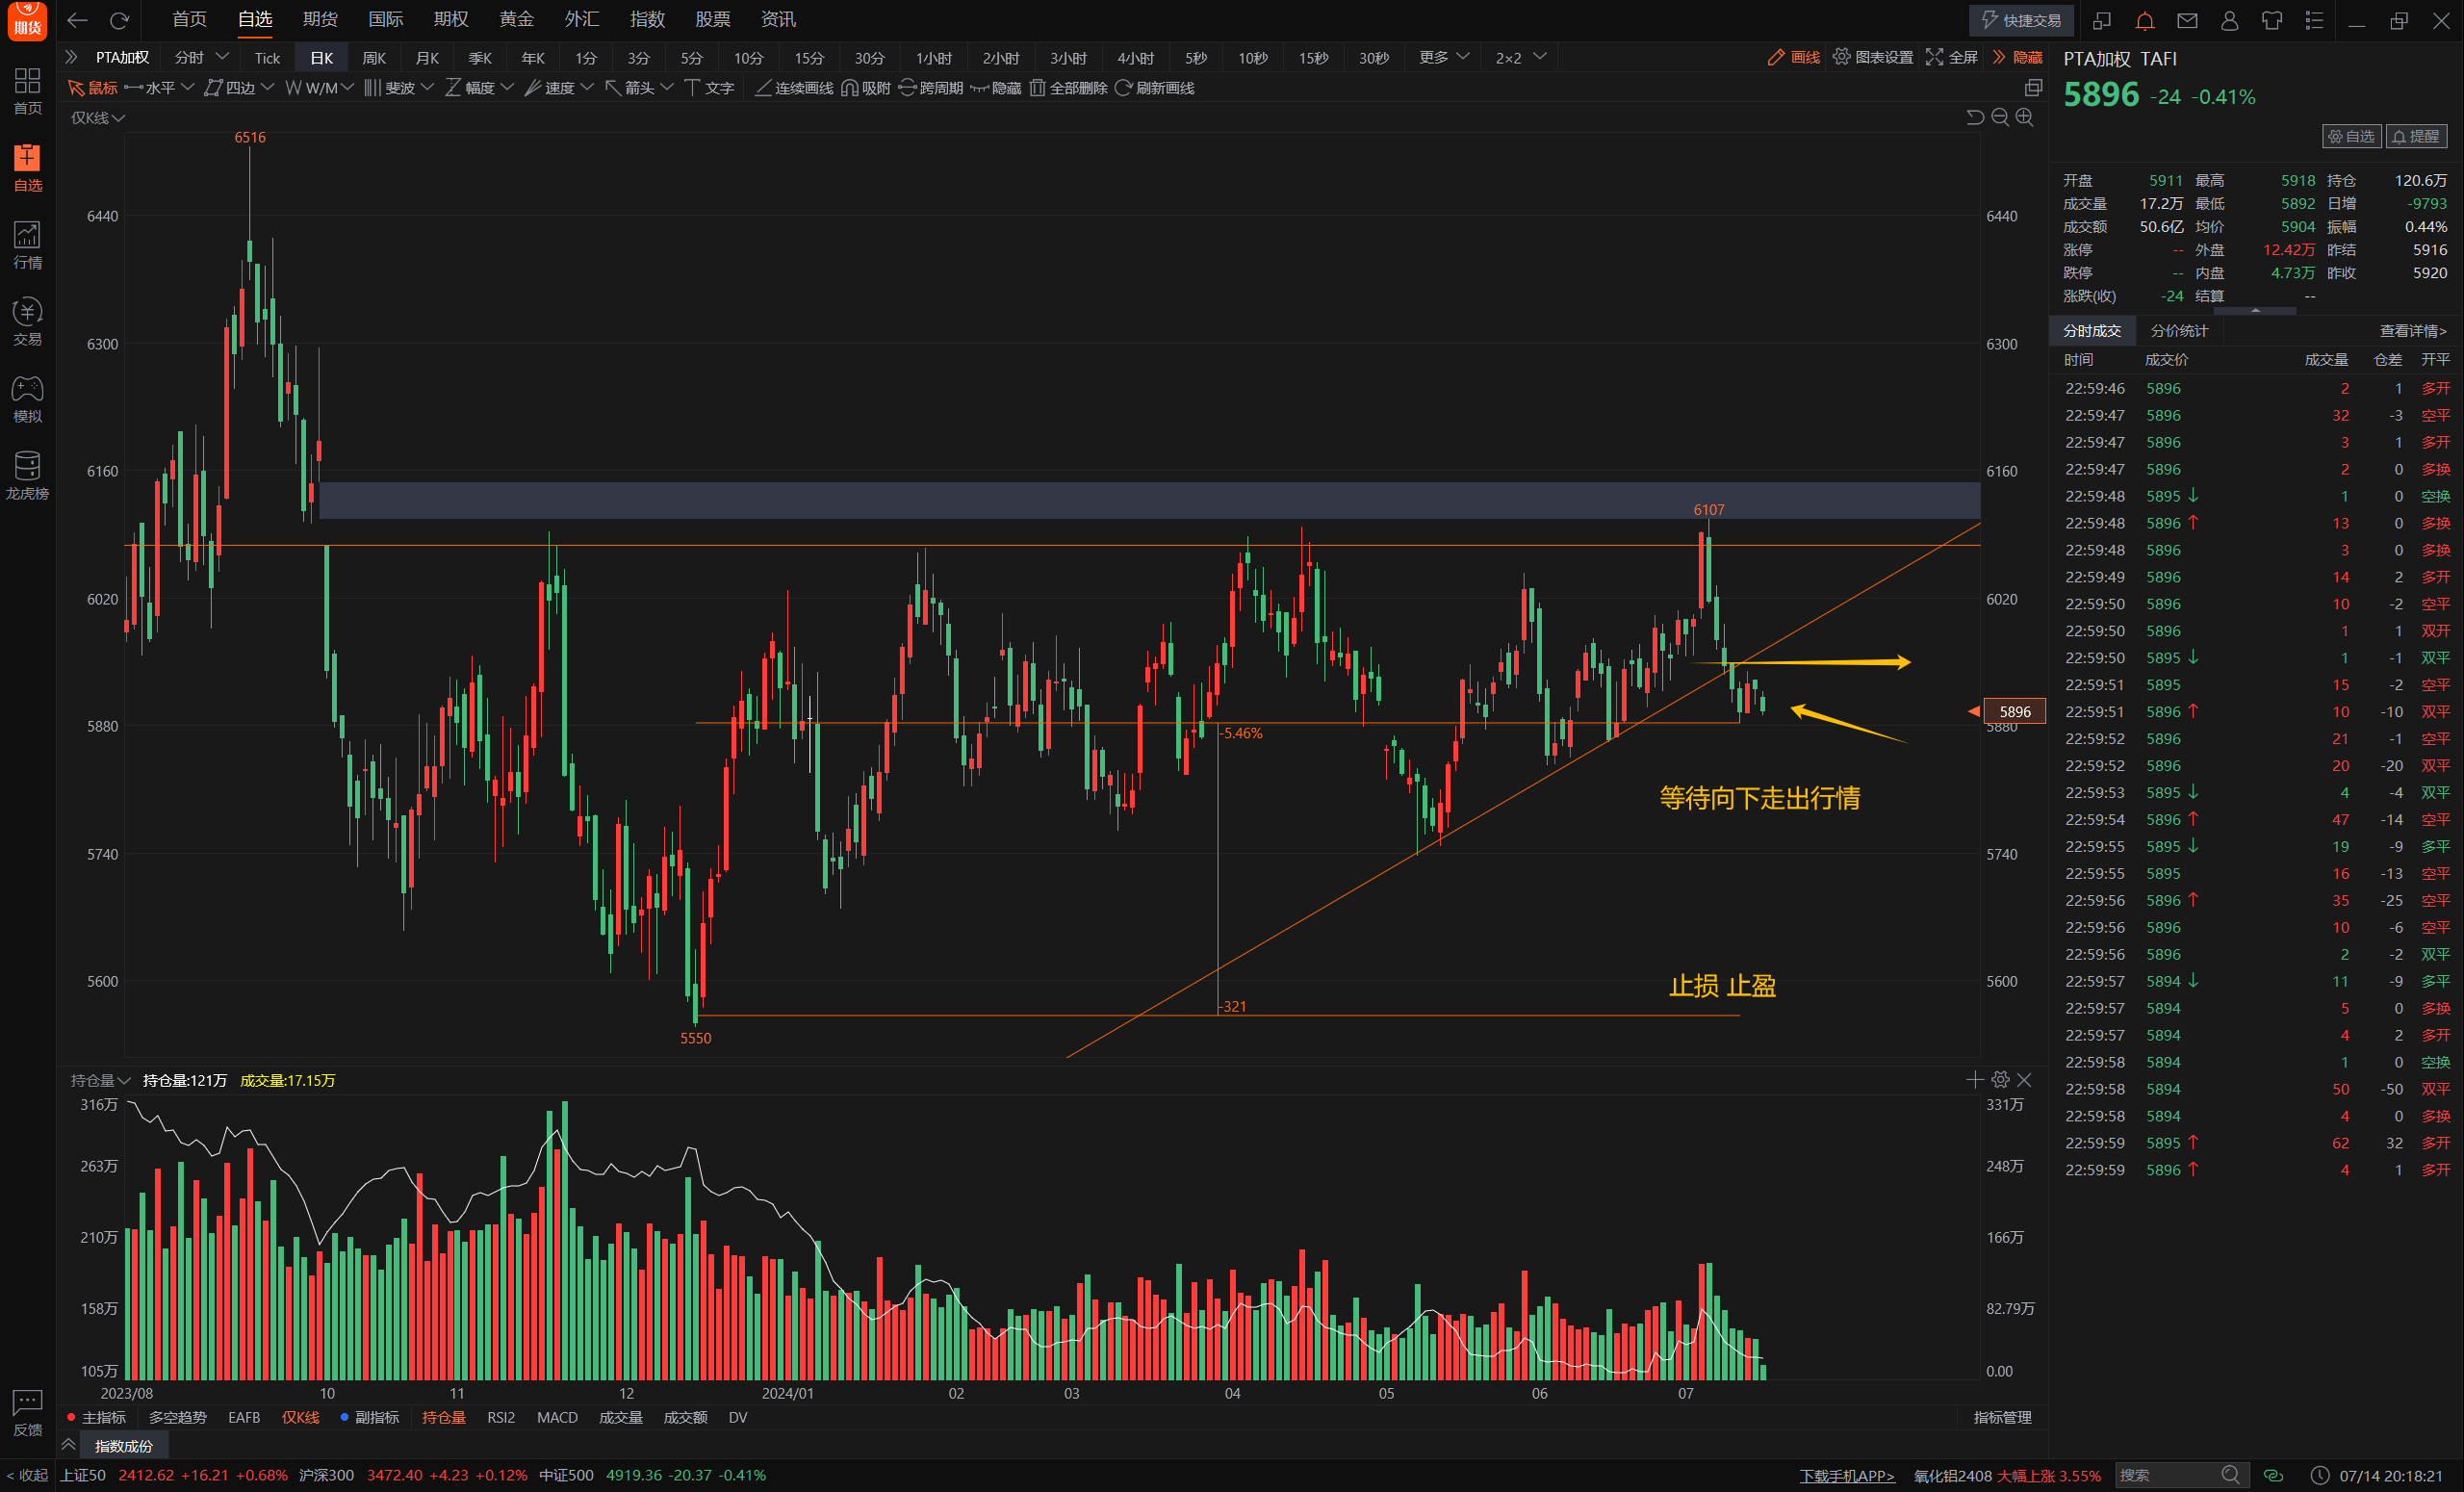 期货
首页 自选 期货 国际 期权 黄金 外汇 指数 股票 资讯
快捷交易
PTA加权 分时 Tick 日K 周K 月K 季K 年K 1分 3分 5分 10分 15分 30分 1小时 2小时 3小时 4小时 5秒 10秒 15秒 30秒 更多 2×2
画线 图表设置 全屏 隐藏
鼠标 水平 四边 W/M 斐波 幅度 速度 箭头 文字 连续画线 吸附 跨周期 隐藏 全部删除 刷新画线
首页
自选
行情
交易
模拟
龙虎榜
反馈
< 收起
仅K线
6516
6440 6440
6300 6300
6160 6160
6107
6020 6020
5896
5880 5880
-5.46%
等待向下走出行情
5740 5740
5600 5600
止损 止盈
-321
5550
持仓量 持仓量:121万 成交量:17.15万
316万 331万
263万 248万
210万 166万
158万 82.79万
105万 0.00
2023/08 10 11 12 2024/01 02 03 04 05 06 07
主指标 多空趋势 EAFB 仅K线 副指标 持仓量 RSI2 MACD 成交量 成交额 DV
指标管理
指数成份
PTA加权 TAFI
5896 -24 -0.41%
自选 提醒
开盘 5911 最高 5918 持仓 120.6万
成交量 17.2万 最低 5892 日增 -9793
成交额 50.6亿 均价 5904 振幅 0.44%
涨停 -- 外盘 12.42万 昨结 5916
跌停 -- 内盘 4.73万 昨收 5920
涨跌(收) -24 结算 --
分时成交 分价统计 查看详情>
时间 成交价 成交量 仓差 开平
22:59:46 5896 2 1 多开
22:59:47 5896 32 -3 空平
22:59:47 5896 3 1 多开
22:59:47 5896 2 0 多换
22:59:48 5895 ↓ 1 0 空换
22:59:48 5896 ↑ 13 0 多换
22:59:48 5896 3 0 多换
22:59:49 5896 14 2 多开
22:59:50 5896 10 -2 空平
22:59:50 5896 1 1 双开
22:59:50 5895 ↓ 1 -1 双平
22:59:51 5895 15 -2 空平
22:59:51 5896 ↑ 10 -10 双平
22:59:52 5896 21 -1 空平
22:59:52 5896 20 -20 双平
22:59:53 5895 ↓ 4 -4 双平
22:59:54 5896 ↑ 47 -14 空平
22:59:55 5895 ↓ 19 -9 多平
22:59:55 5895 16 -13 空平
22:59:56 5896 ↑ 35 -25 空平
22:59:56 5896 10 -6 空平
22:59:56 5896 2 -2 双平
22:59:57 5894 ↓ 11 -9 多平
22:59:57 5894 5 0 多换
22:59:57 5894 4 2 多开
22:59:58 5894 1 0 空换
22:59:58 5894 50 -50 双平
22:59:58 5894 4 0 多换
22:59:59 5895 ↑ 62 32 多开
22:59:59 5896 ↑ 4 1 多开
上证50 2412.62 +16.21 +0.68% 沪深300 3472.40 +4.23 +0.12% 中证500 4919.36 -20.37 -0.41%
下载手机APP> 氧化铝2408 大幅上涨 3.55% 搜索 07/14 20:18:21